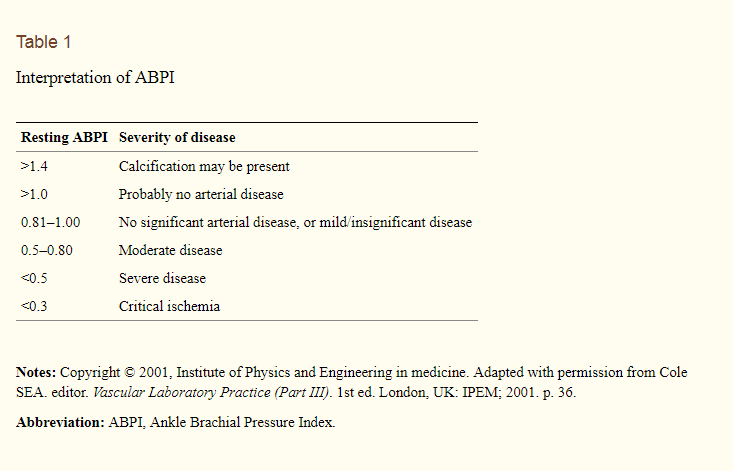 Table 1
Interpretation of ABPI
Resting ABPI Severity of disease
>1.4 Calcification may be present
>1.0 Probably no arterial disease
0.81–1.00 No significant arterial disease, or mild/insignificant disease
0.5–0.80 Moderate disease
<0.5 Severe disease
<0.3 Critical ischemia
Notes: Copyright © 2001, Institute of Physics and Engineering in medicine. Adapted with permission from Cole
SEA. editor. Vascular Laboratory Practice (Part III). 1st ed. London, UK: IPEM; 2001. p. 36.
Abbreviation: ABPI, Ankle Brachial Pressure Index.